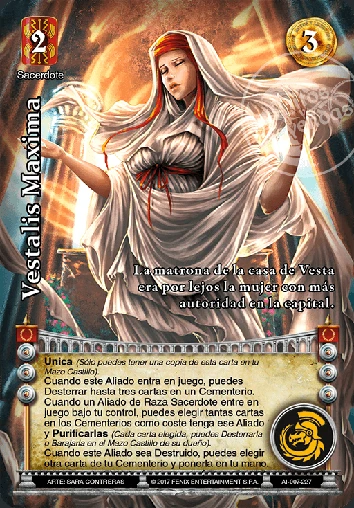 2
3
Sacerdote
Vestalis Maxima
La matrona de la casa de Vesta
era por lejos la mujer con más
autoridad en la capital.
Única (Sólo puedes tener una copia de esta carta en tu
Mazo Castillo).
Cuando este Aliado entra en juego, puedes
Desterrar hasta tres cartas en un Cementerio.
Cuando un Aliado de Raza Sacerdote entre en
juego bajo tu control, puedes elegir tantas cartas
en los Cementerios como coste tenga ese Aliado
y Purificarlas (Cada carta elegida, puedes Desterrarla
o Barajarla en el Mazo Castillo de su dueño).
Cuando este Aliado sea Destruido, puedes elegir
otra carta de tu Cementerio y ponerla en tu mano.
ARTE: SARA CONTRERAS
© 2017 FENIX ENTERTAINMENT S.P.A.